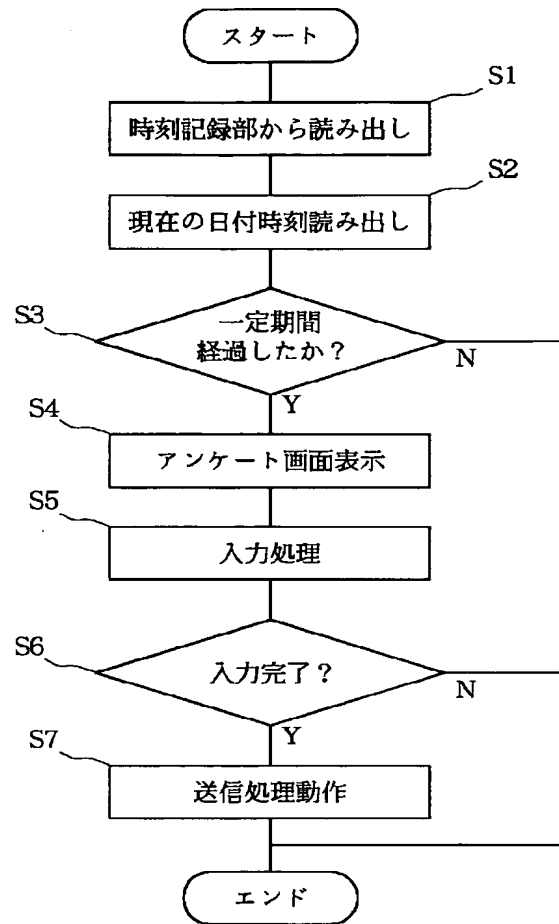 スタート
S1
時刻記録部から読み出し
S2
現在の日付時刻読み出し
S3
一定期間
経過したか？
N
Y
S4
アンケート画面表示
S5
入力処理
S6
入力完了？
N
Y
S7
送信処理動作
エンド